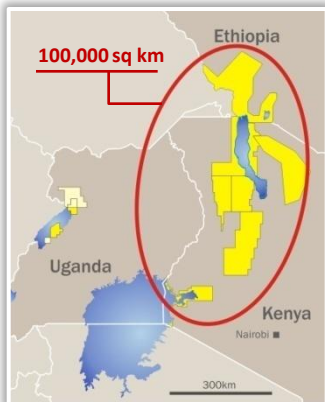 Ethiopia
100,000 sq km
Uganda
Kenya
Nairobi
300km